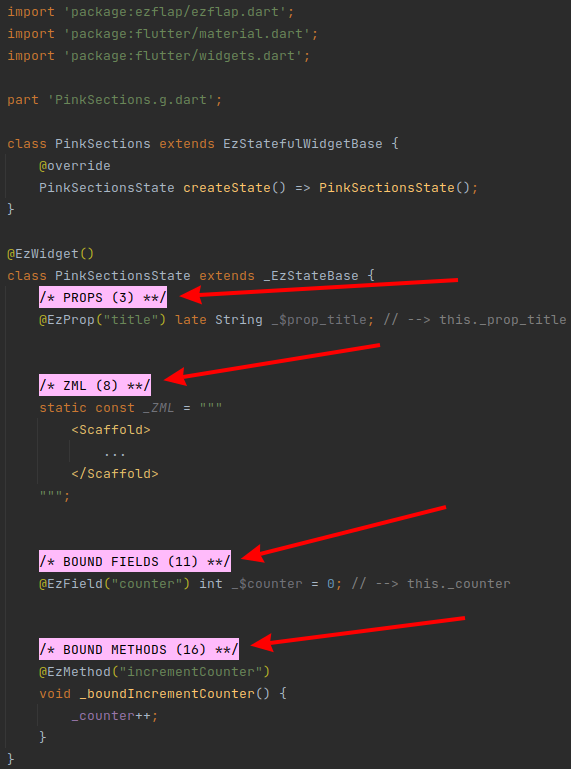 import 'package:ezflap/ezflap.dart';
import 'package:flutter/material.dart';
import 'package:flutter/widgets.dart';
part 'PinkSections.g.dart';
class PinkSections extends EzStatefulWidgetBase {
@override
PinkSectionsState createState() => PinkSectionsState();
}
@EzWidget()
class PinkSectionsState extends _EzStateBase {
/* PROPS (3) **/
@EzProp("title") late String _$prop_title; // --> this._prop_title
/* ZML (8) **/
static const _ZML = """
<Scaffold>
...
</Scaffold>
""";
/* BOUND FIELDS (11) **/
@EzField("counter") int _$counter = 0; // --> this._counter
/* BOUND METHODS (16) **/
@EzMethod("incrementCounter")
void _boundIncrementCounter() {
_counter++;
}
}